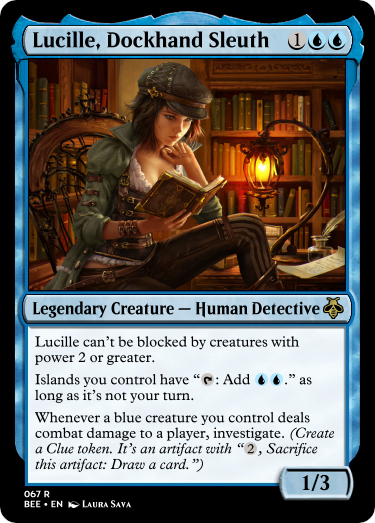 Lucille, Dockhand Sleuth 1
Legendary Creature — Human Detective
Lucille can't be blocked by creatures with
power 2 or greater.
Islands you control have “: Add .” as
long as it's not your turn.
Whenever a blue creature you control deals
combat damage to a player, investigate. (Create
a Clue token. It's an artifact with “2, Sacrifice
this artifact: Draw a card.”)
1/3
067 R
BEE • EN Laura Sava